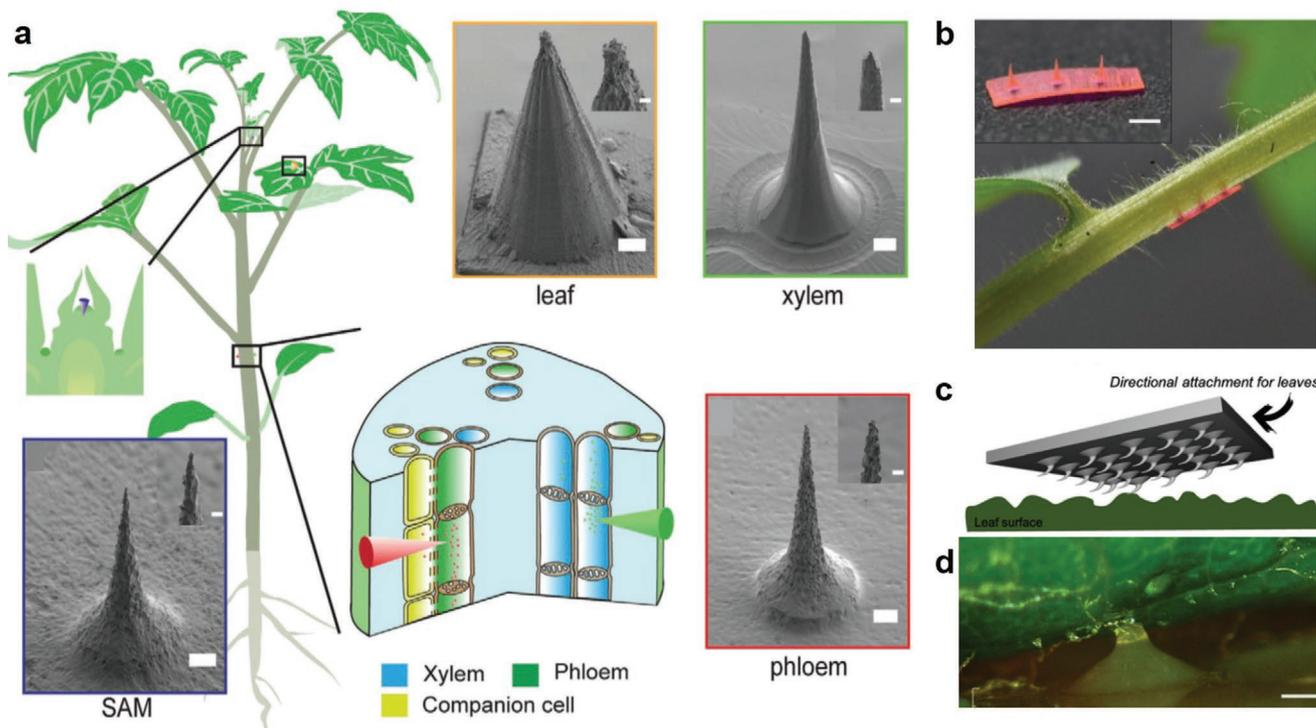 a
leaf
xylem
SAM
Xylem
Phloem
Companion cell
phloem
b
c
Directional attachment for leaves
Leaf surface
d